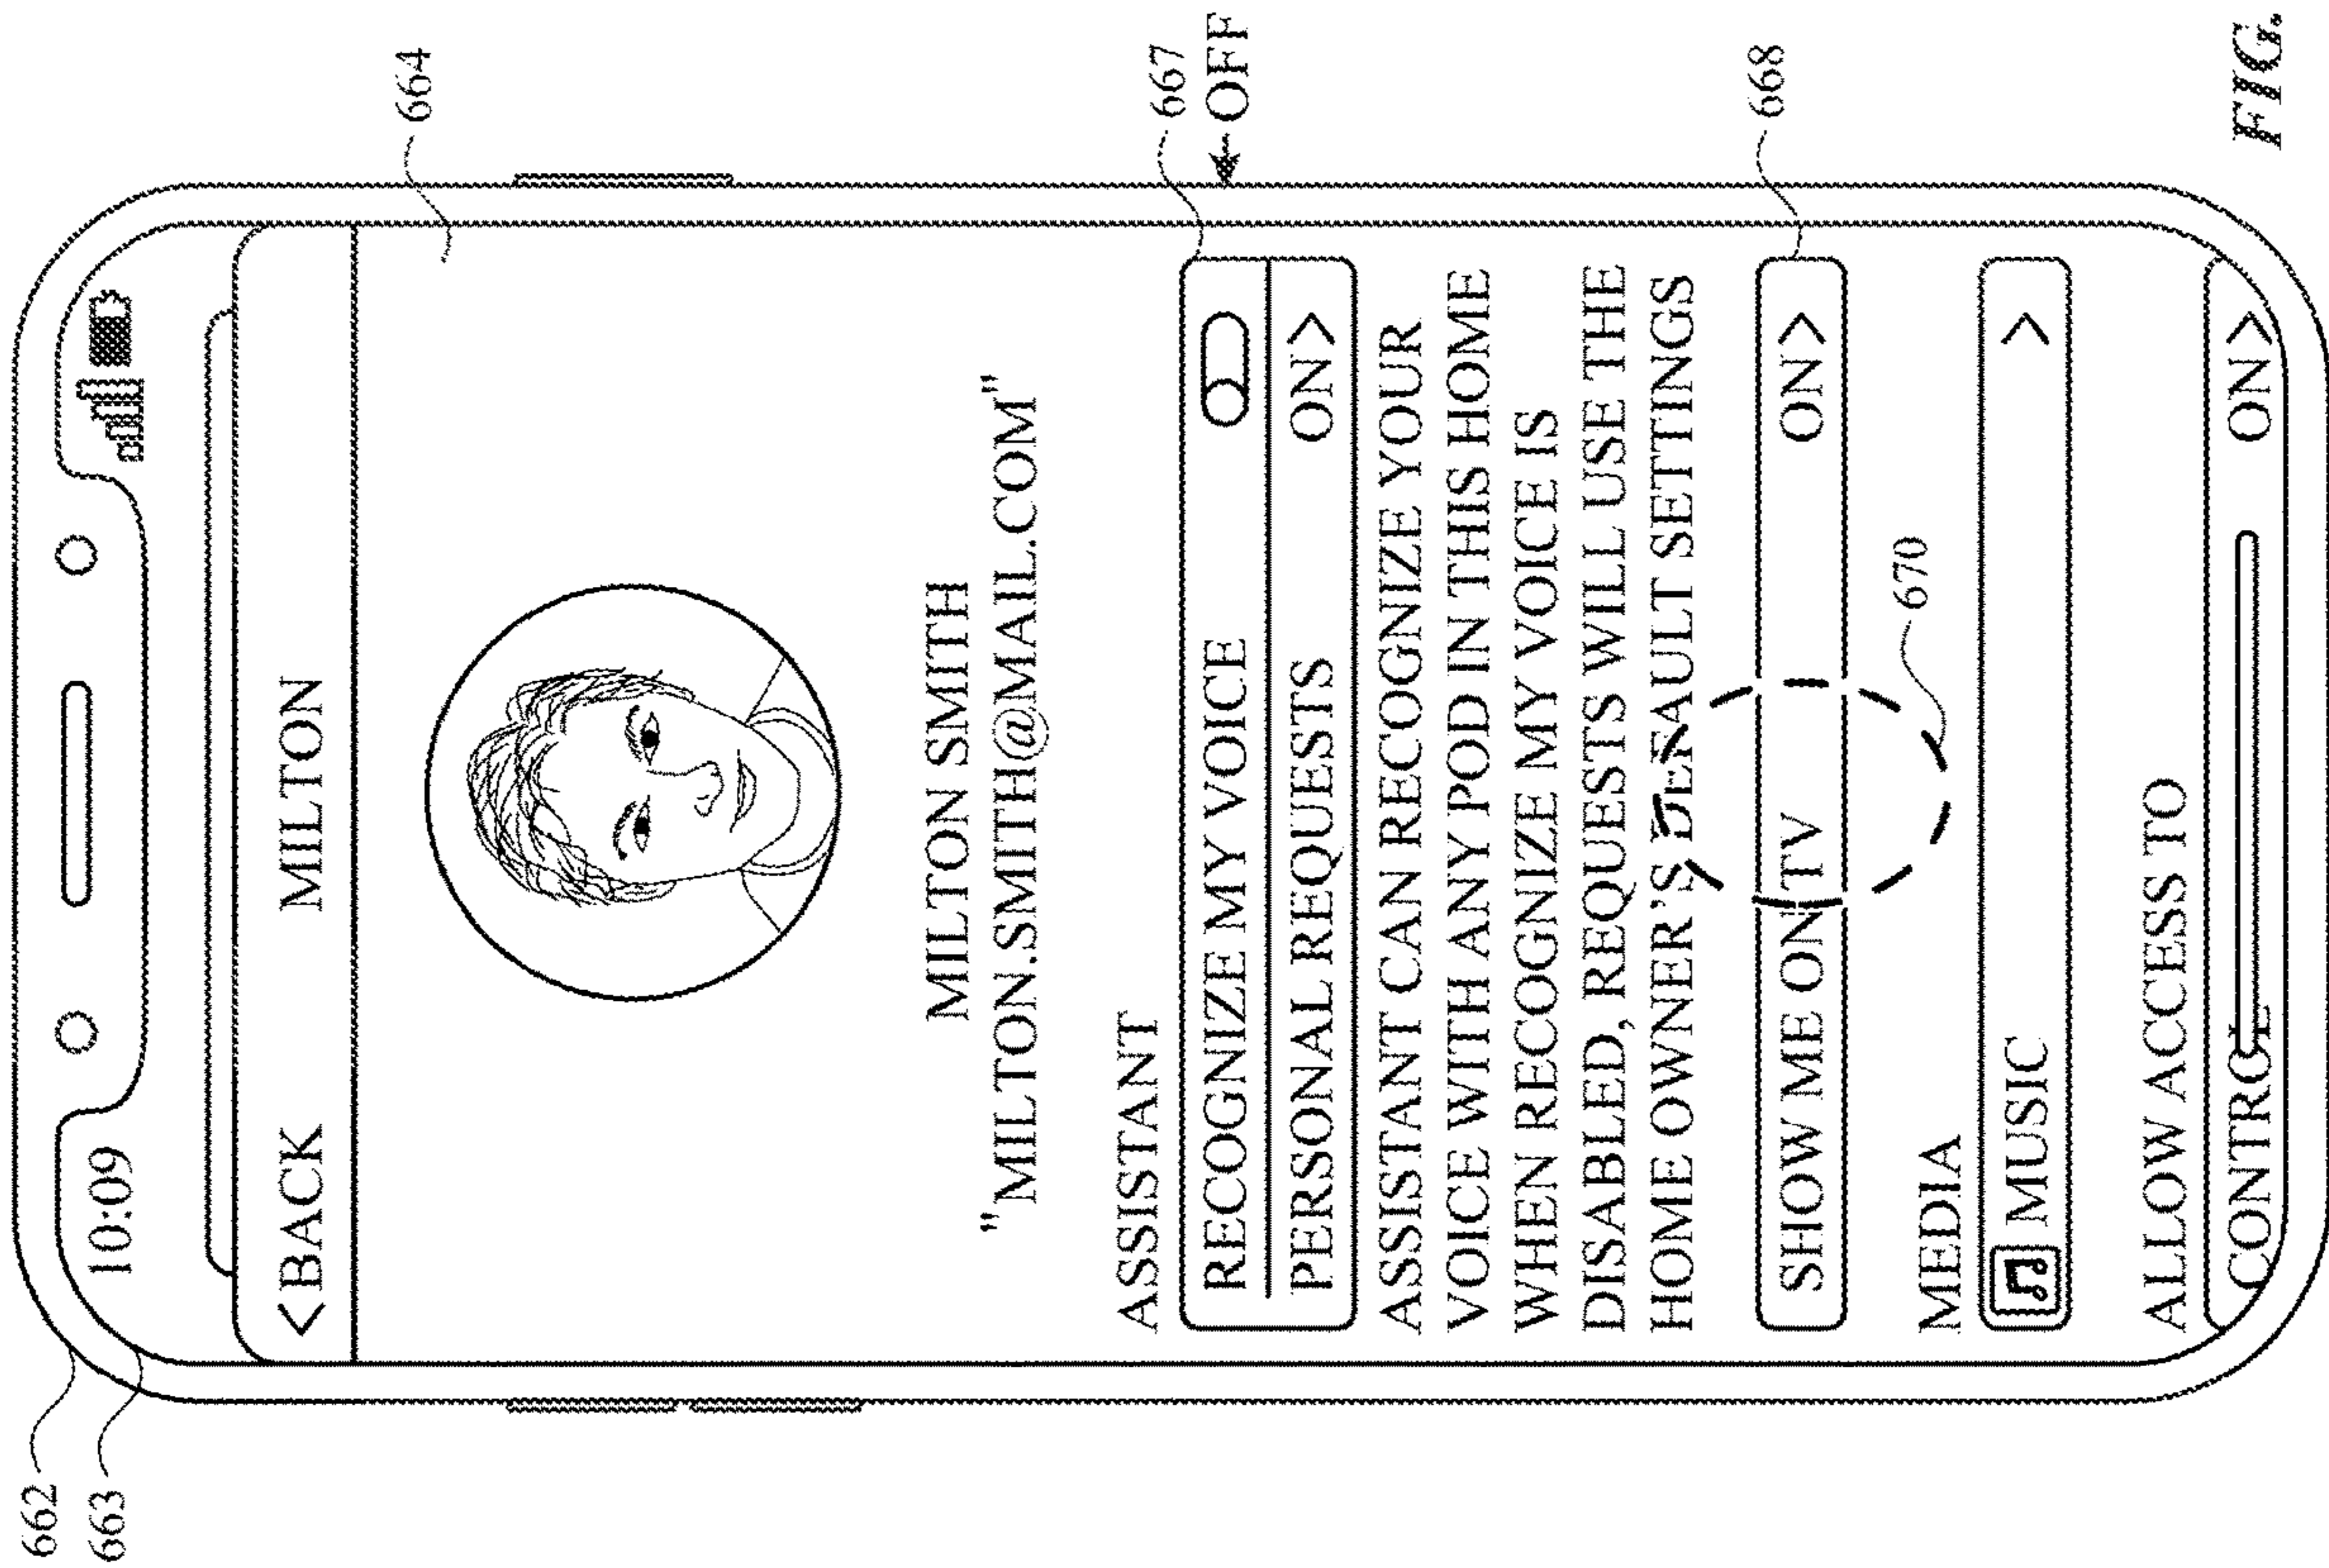 662
663
10:09
664
<BACK MILTON
MILTON SMITH
"MILTON.SMITH@MAIL.COM"
ASSISTANT
667
RECOGNIZE MY VOICE
OFF
PERSONAL REQUESTS ON>
ASSISTANT CAN RECOGNIZE YOUR
VOICE WITH ANY POD IN THIS HOME
WHEN RECOGNIZE MY VOICE IS
DISABLED, REQUESTS WILL USE THE
HOME OWNER'S DEFAULT SETTINGS
668
SHOW ME ON TV ON>
670
MEDIA
MUSIC >
ALLOW ACCESS TO
CONTROL ON>
FIG.